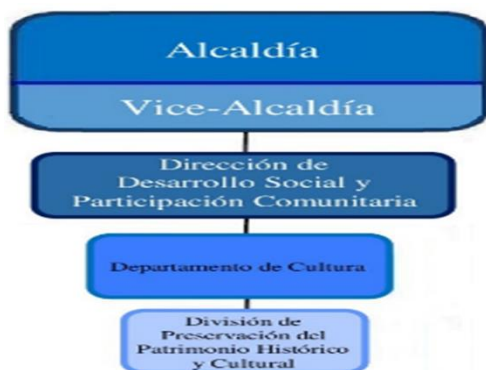 Alcaldía
Vice-Alcaldía
Dirección de
Desarrollo Social y
Participación Comunitaria
Departamento de Cultura
División de
Preservación del
Patrimonio Histórico
y Cultural